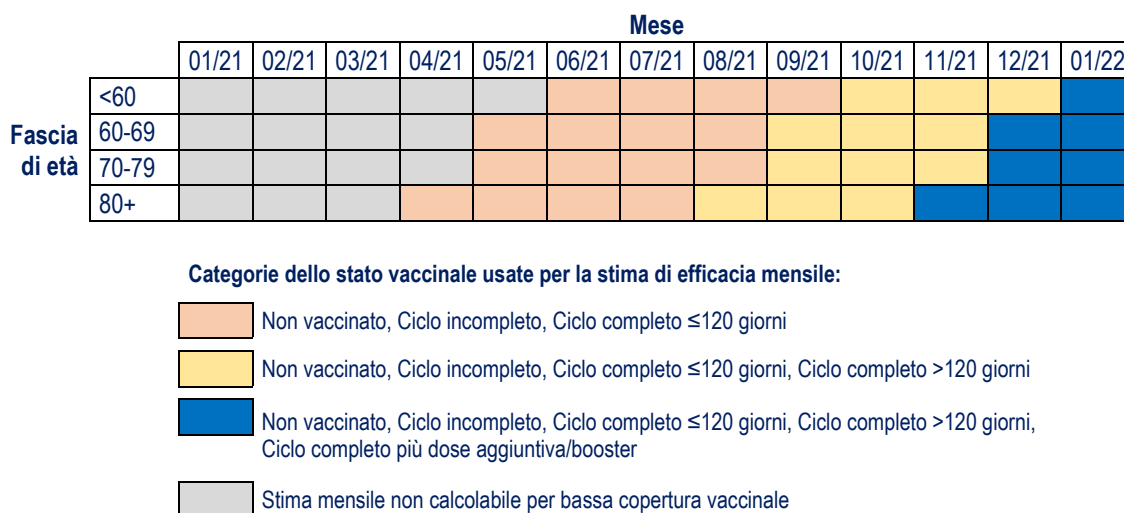 Mese
01/21 02/21 03/21 04/21 05/21 06/21 07/21 08/21 09/21 10/21 11/21 12/21 01/22
<60
Fascia di età
60-69
70-79
80+
Categorie dello stato vaccinale usate per la stima di efficacia mensile:
Non vaccinato, Ciclo incompleto, Ciclo completo ≤120 giorni
Non vaccinato, Ciclo incompleto, Ciclo completo ≤120 giorni, Ciclo completo >120 giorni
Non vaccinato, Ciclo incompleto, Ciclo completo ≤120 giorni, Ciclo completo >120 giorni,
Ciclo completo più dose aggiuntiva/booster
Stima mensile non calcolabile per bassa copertura vaccinale